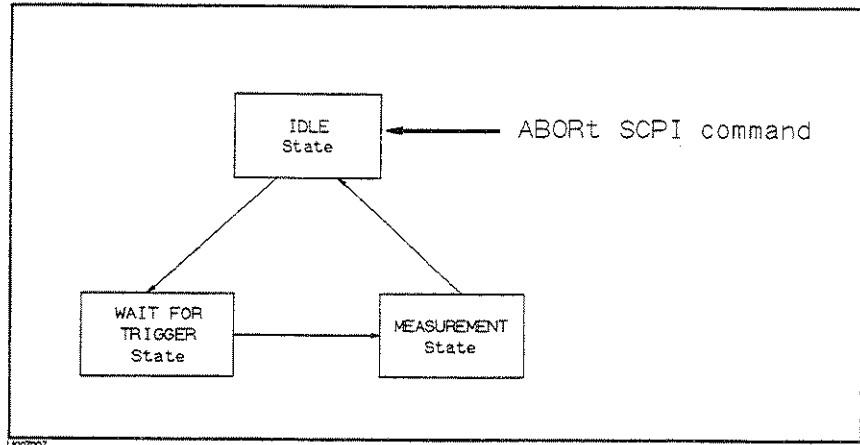 IDLE
State
ABORt SCPI command
WAIT FOR
TRIGGER
State
MEASUREMENT
State